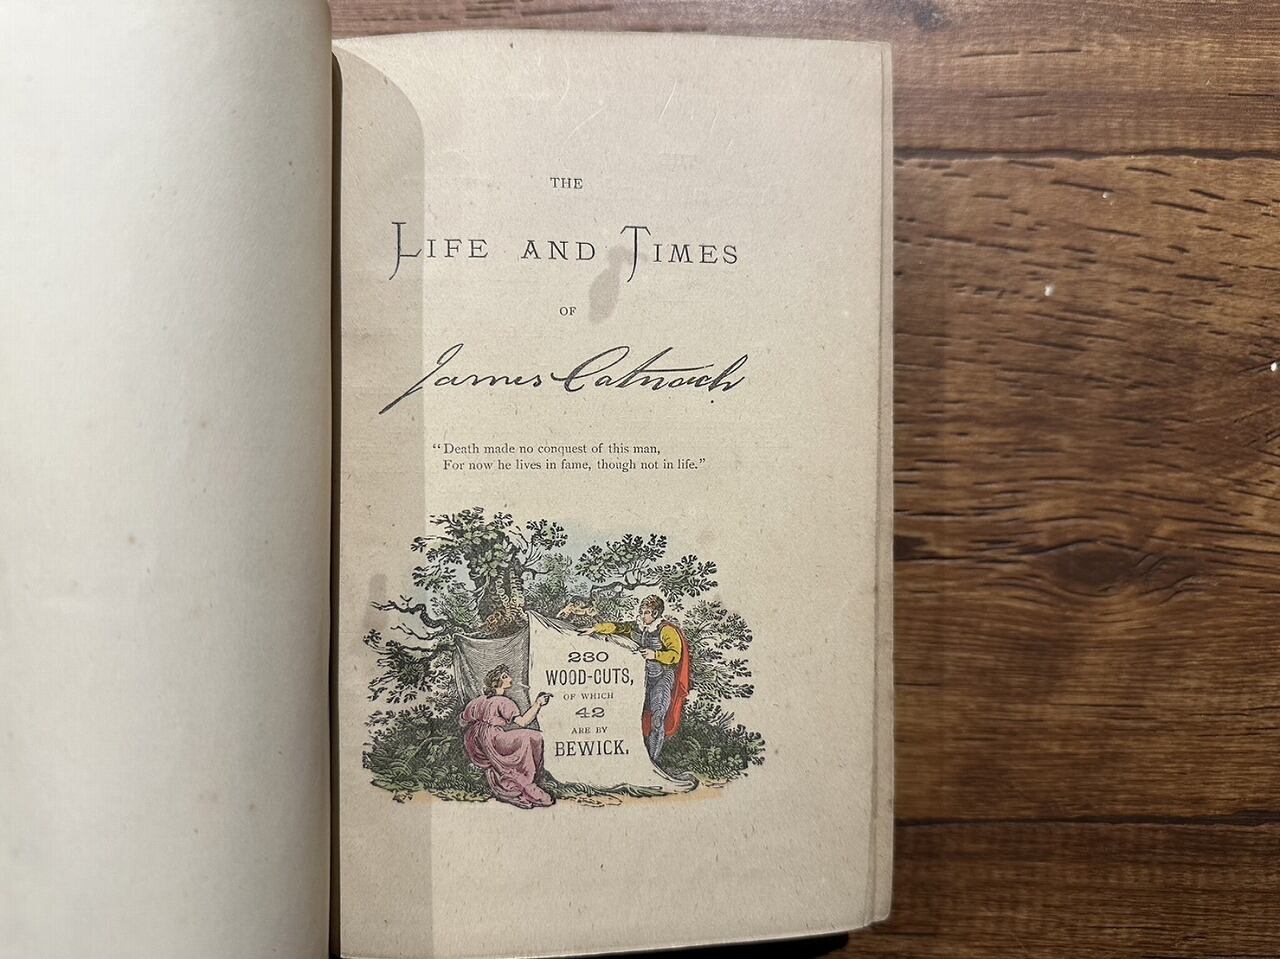 THE
LIFE AND TIMES
OF
James Catnach.
“Death made no conquest of this man,
For now he lives in fame, though not in life.”
230
WOOD-CUTS,
OF WHICH
42
ARE BY
BEWICK.